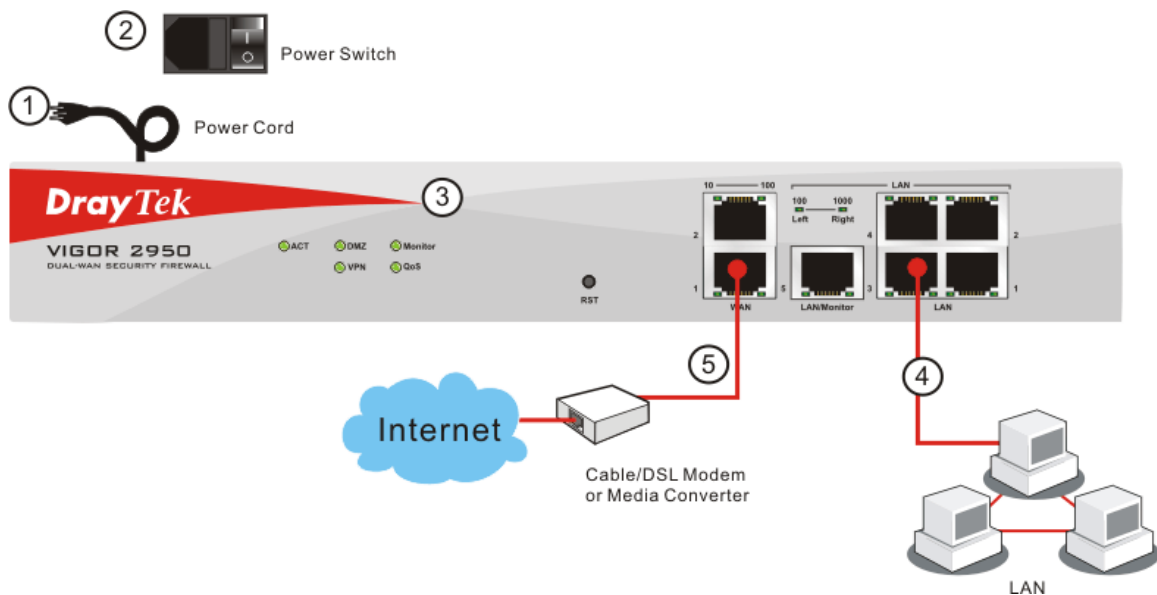 2
I
O
Power Switch
1
Power Cord
DrayTek
VIGOR 2950
DUAL-WAN SECURITY FIREWALL
3
ACT
DMZ
Monitor
VPN
QoS
RST
10 100
LAN
100 1000
Left Right
2
4
2
1
5
3
1
WAN
LAN/Monitor
LAN
5
4
Internet
Cable/DSL Modem
or Media Converter
LAN